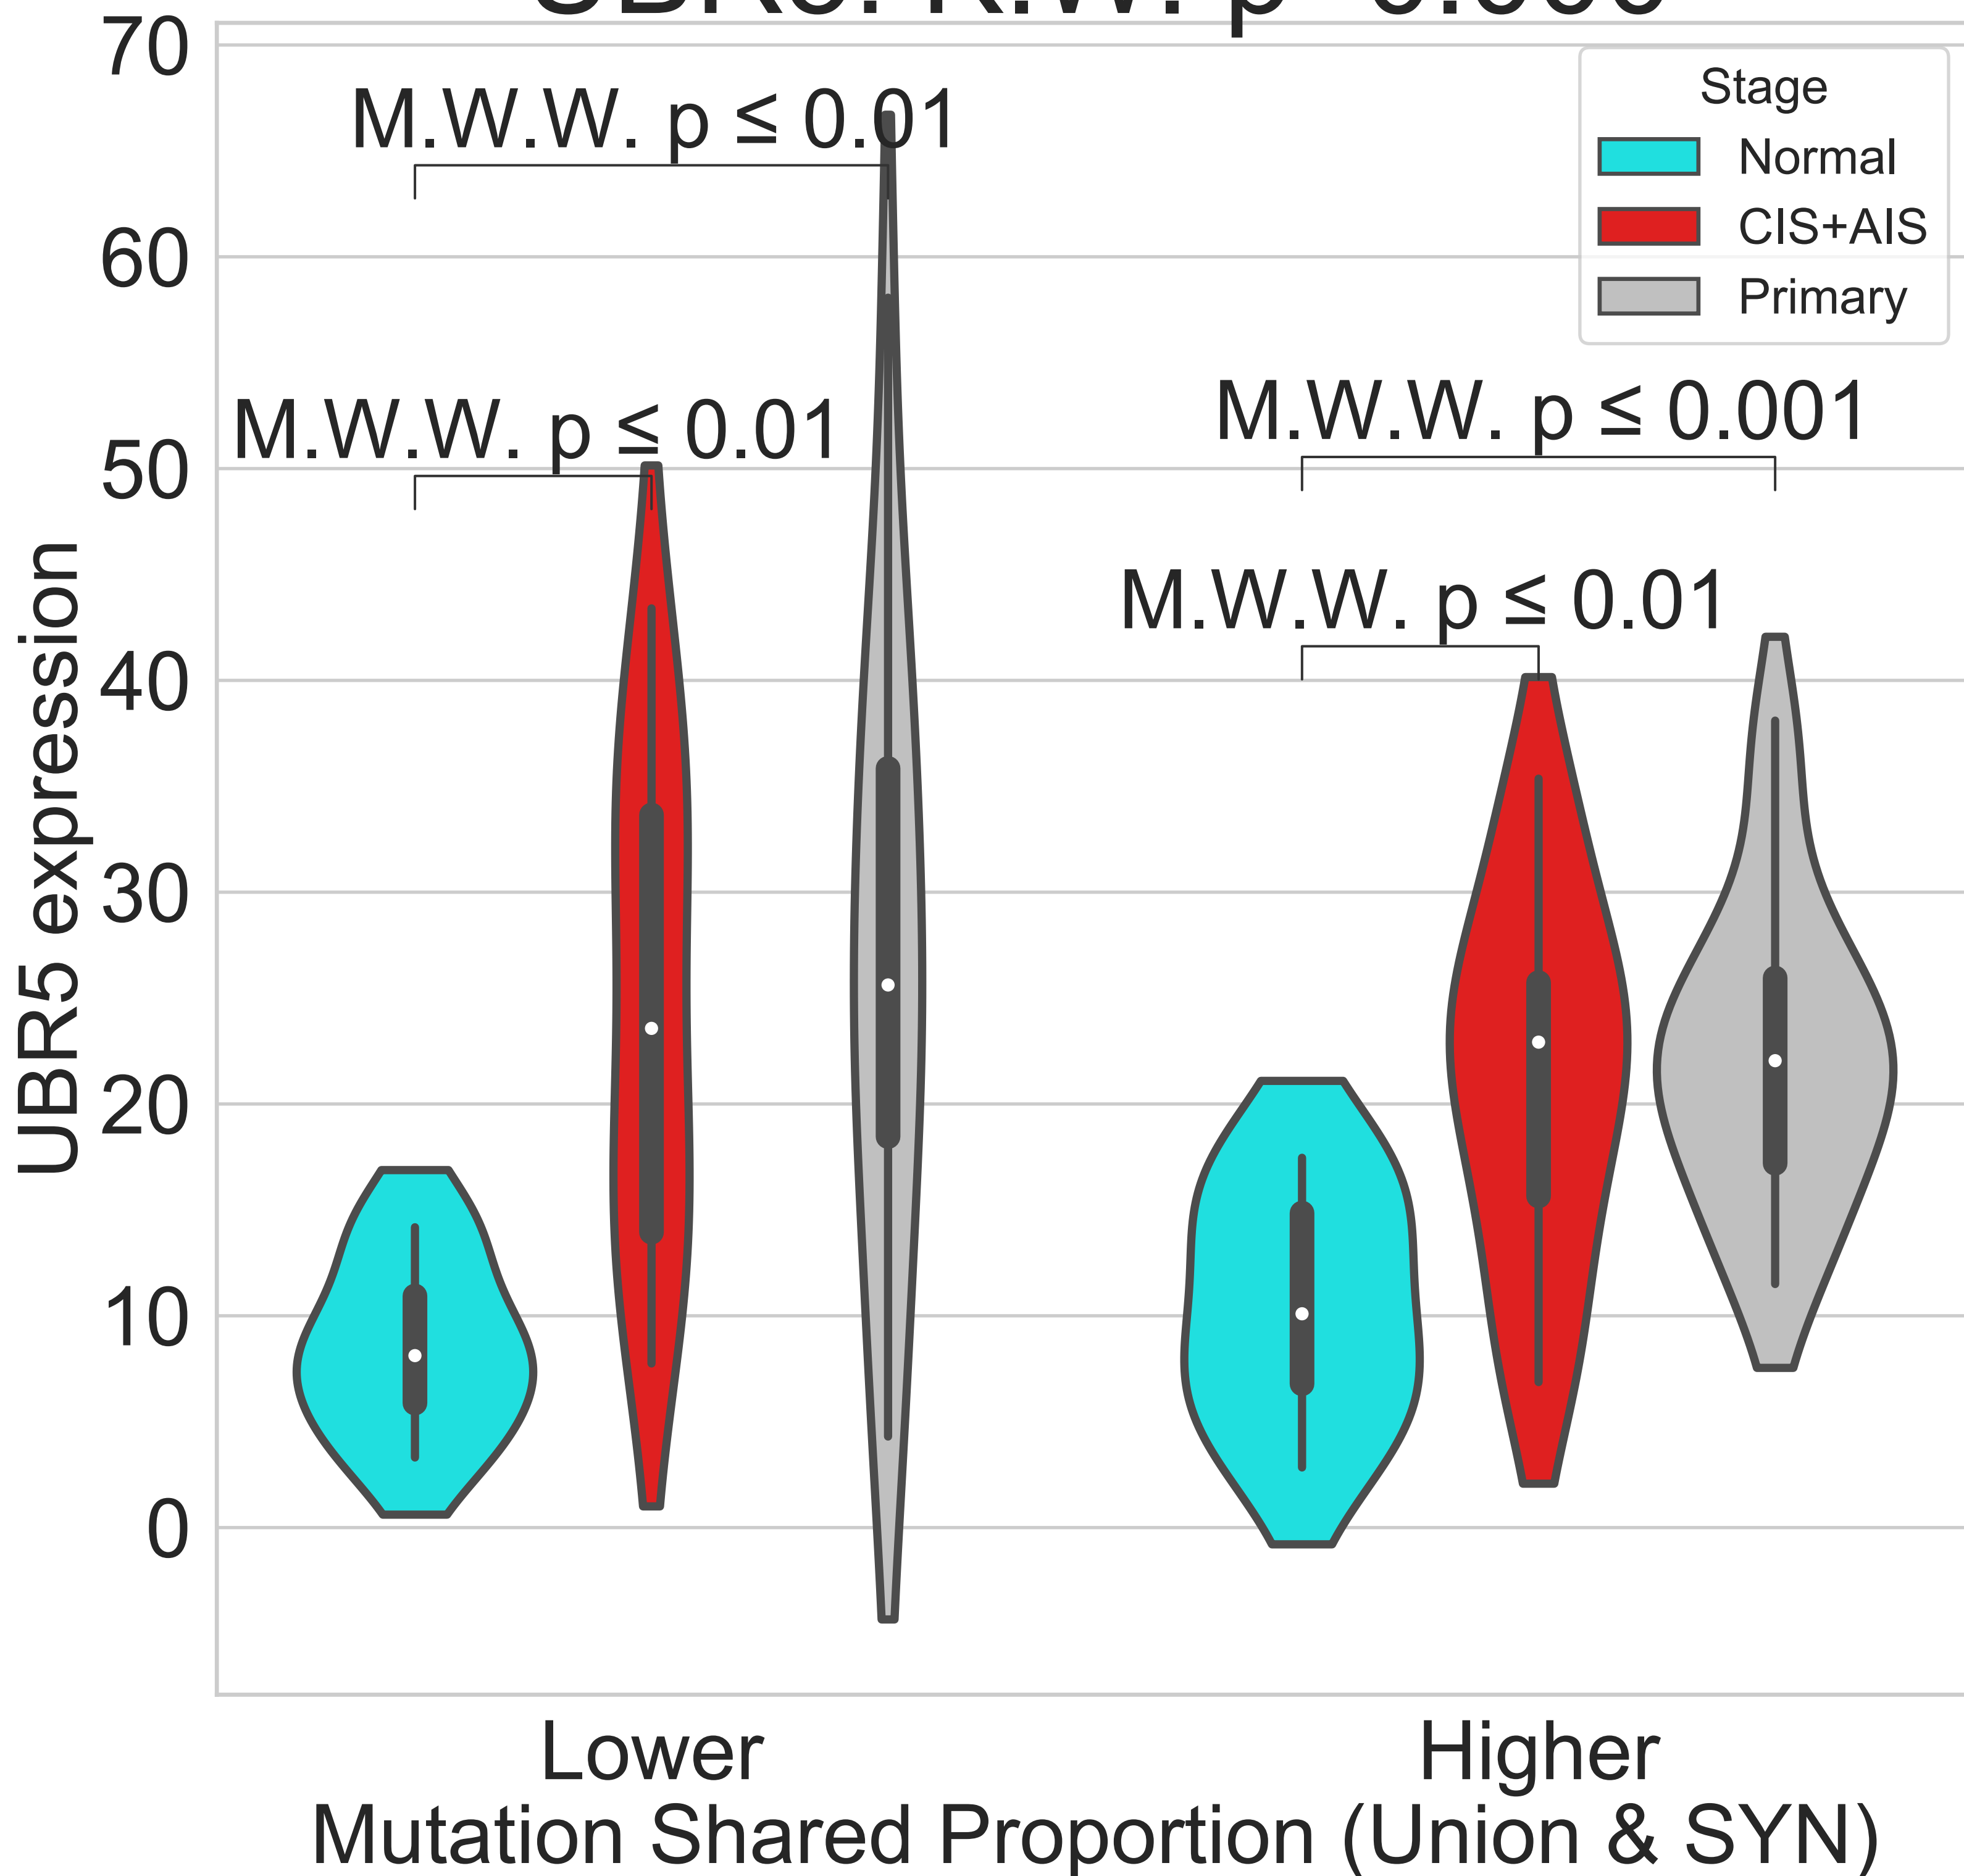 70
60
50
40
30
20
10
0
UBR5 expression
M.W.W. p ≤ 0.01
M.W.W. p ≤ 0.01
M.W.W. p ≤ 0.001
M.W.W. p ≤ 0.01
Stage
Normal
CIS+AIS
Primary
Lower
Higher
Mutation Shared Proportion (Union & SYN)